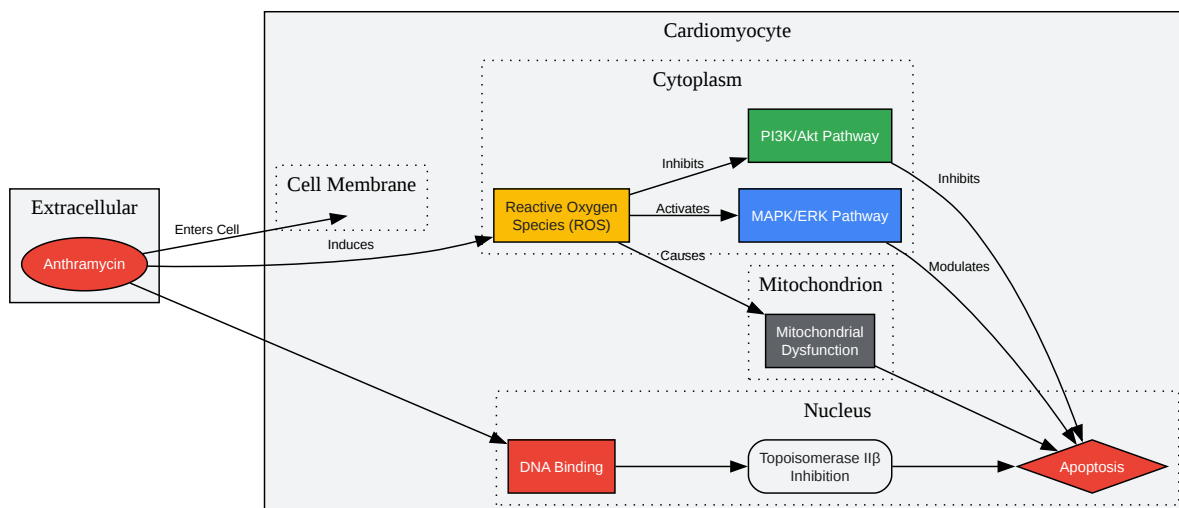 Cardiomyocyte
Cytoplasm
PI3K/Akt Pathway
Inhibits
Inhibits
Cell Membrane
Extracellular
Reactive Oxygen
Species (ROS)
Activates
MAPK/ERK Pathway
Enters Cell
Induces
Anthramycin
Causes
Modulates
Mitochondrion
Mitochondrial
Dysfunction
Nucleus
DNA Binding
Topoisomerase IIβ
Inhibition
Apoptosis